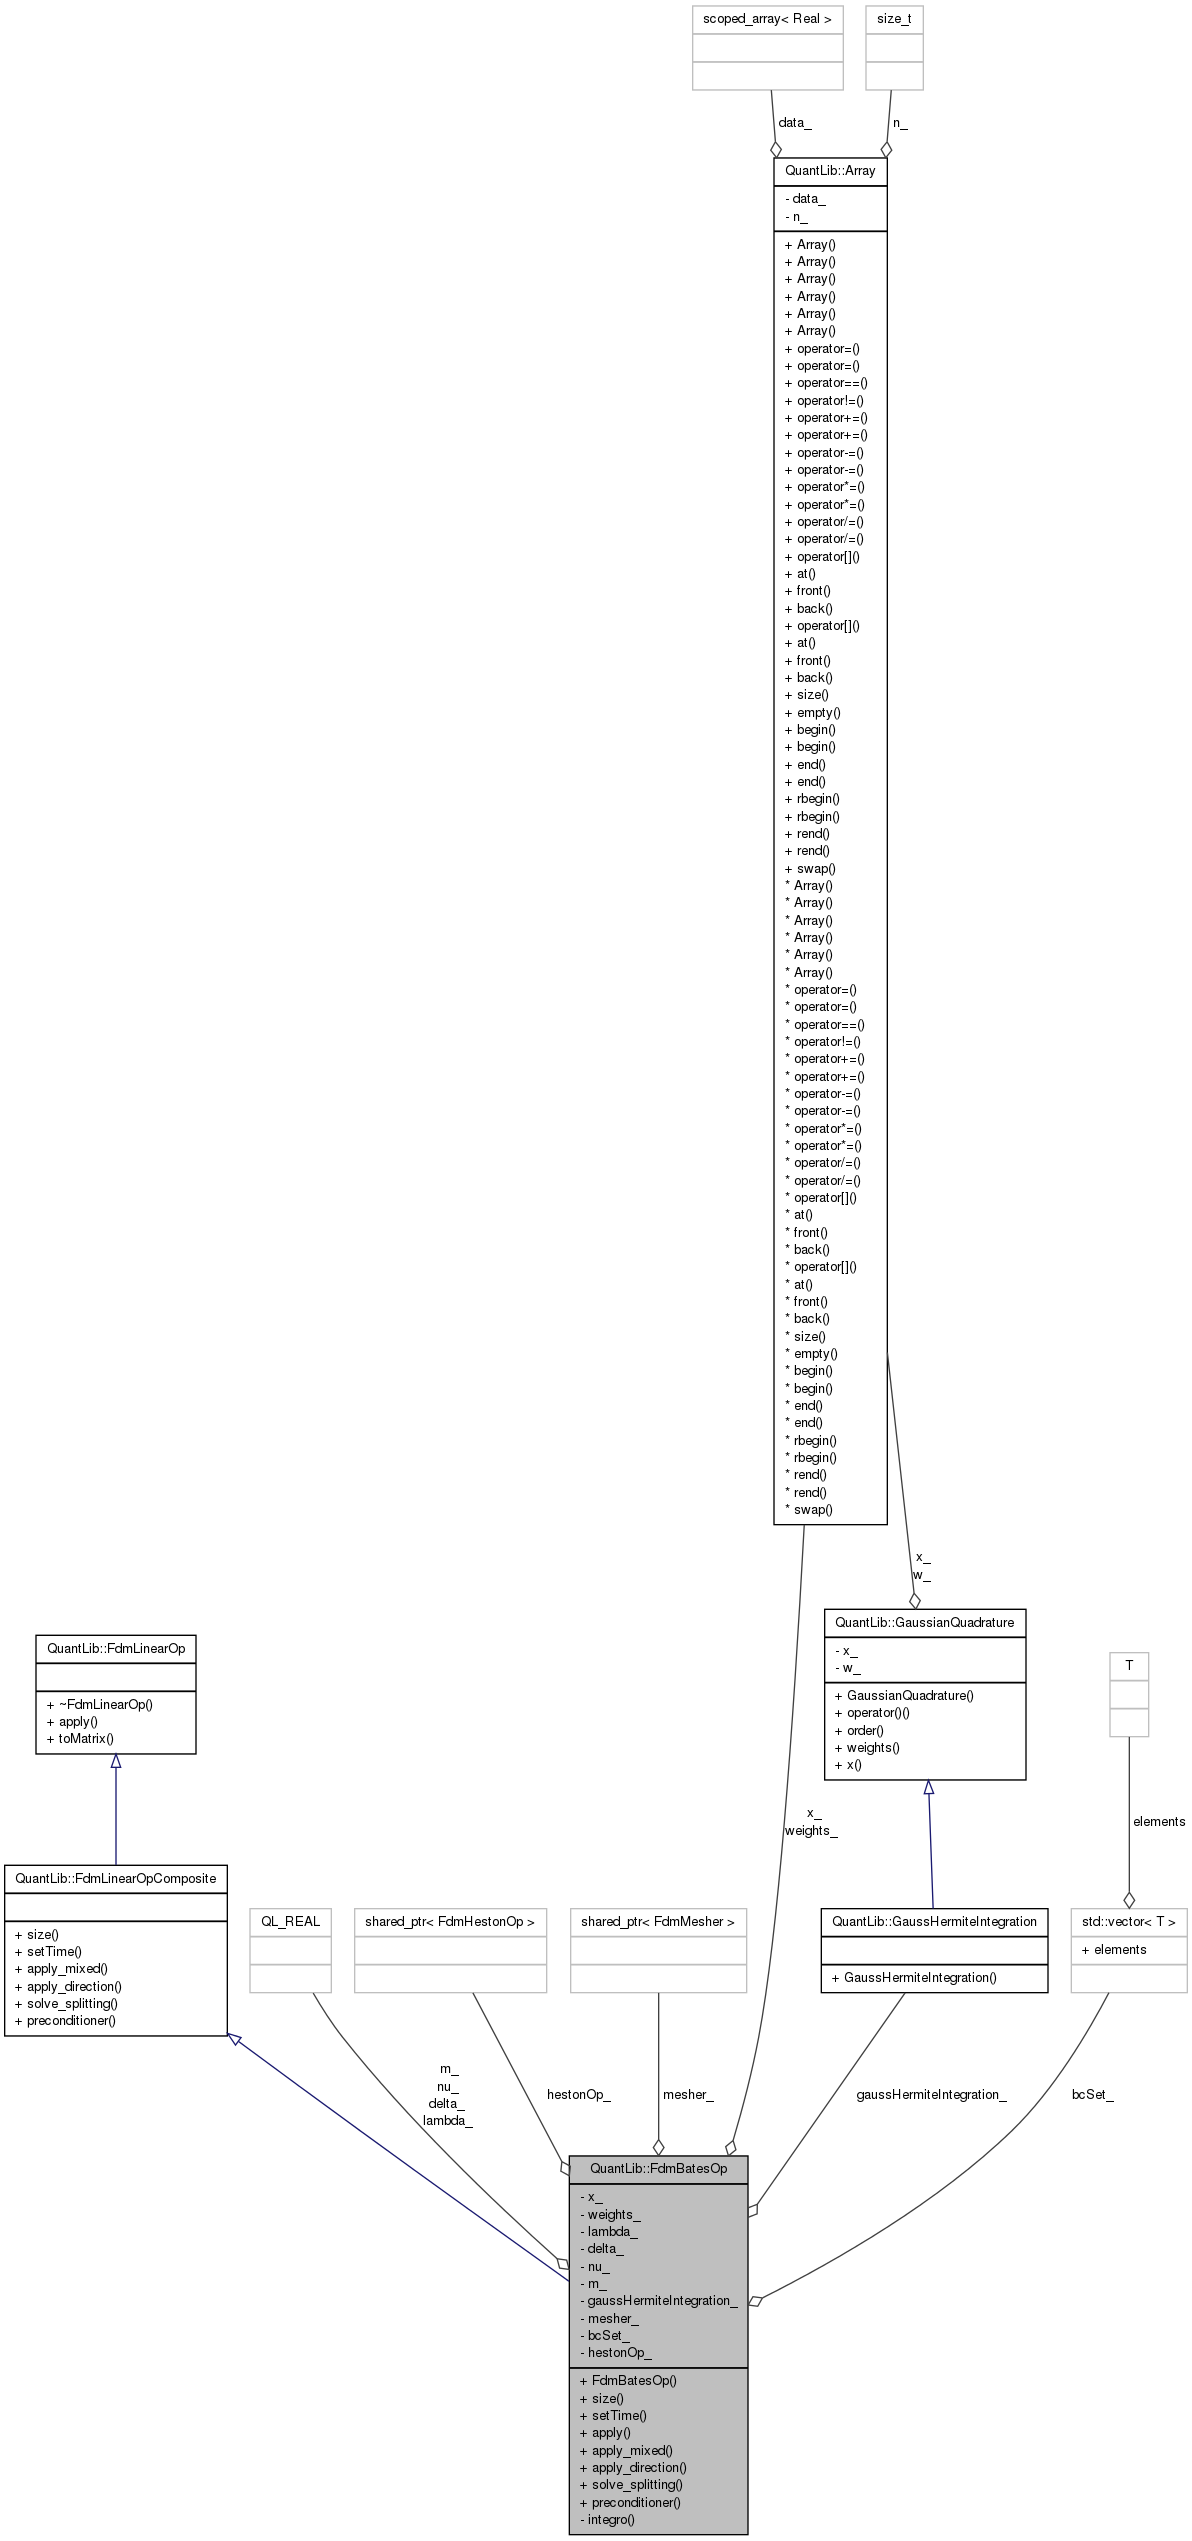 scoped_array< Real >
size_t
data_
n_
QuantLib::Array
- data_
- n_
+ Array()
+ Array()
+ Array()
+ Array()
+ Array()
+ Array()
+ operator=()
+ operator=()
+ operator==()
+ operator!=()
+ operator+=()
+ operator+=()
+ operator-=()
+ operator-=()
+ operator*=()
+ operator*=()
+ operator/=()
+ operator/=()
+ operator[]()
+ at()
+ front()
+ back()
+ operator[]()
+ at()
+ front()
+ back()
+ size()
+ empty()
+ begin()
+ begin()
+ end()
+ end()
+ rbegin()
+ rbegin()
+ rend()
+ rend()
+ swap()
* Array()
* Array()
* Array()
* Array()
* Array()
* Array()
* operator=()
* operator=()
* operator==()
* operator!=()
* operator+=()
* operator+=()
* operator-=()
* operator-=()
* operator*=()
* operator*=()
* operator/=()
* operator/=()
* operator[]()
* at()
* front()
* back()
* operator[]()
* at()
* front()
* back()
* size()
* empty()
* begin()
* begin()
* end()
* end()
* rbegin()
* rbegin()
* rend()
* rend()
* swap()
x_
w_
QuantLib::FdmLinearOp
+ ~FdmLinearOp()
+ apply()
+ toMatrix()
QuantLib::GaussianQuadrature
- x_
- w_
+ GaussianQuadrature()
+ operator()()
+ order()
+ weights()
+ x()
T
x_
weights_
elements
QuantLib::FdmLinearOpComposite
+ size()
+ setTime()
+ apply_mixed()
+ apply_direction()
+ solve_splitting()
+ preconditioner()
QL_REAL
shared_ptr< FdmHestonOp >
shared_ptr< FdmMesher >
QuantLib::GaussHermiteIntegration
+ GaussHermiteIntegration()
std::vector< T >
+ elements
m_
nu_
delta_
lambda_
hestonOp_
mesher_
gaussHermiteIntegration_
bcSet_
QuantLib::FdmBatesOp
- x_
- weights_
- lambda_
- delta_
- nu_
- m_
- gaussHermiteIntegration_
- mesher_
- bcSet_
- hestonOp_
+ FdmBatesOp()
+ size()
+ setTime()
+ apply()
+ apply_mixed()
+ apply_direction()
+ solve_splitting()
+ preconditioner()
- integro()